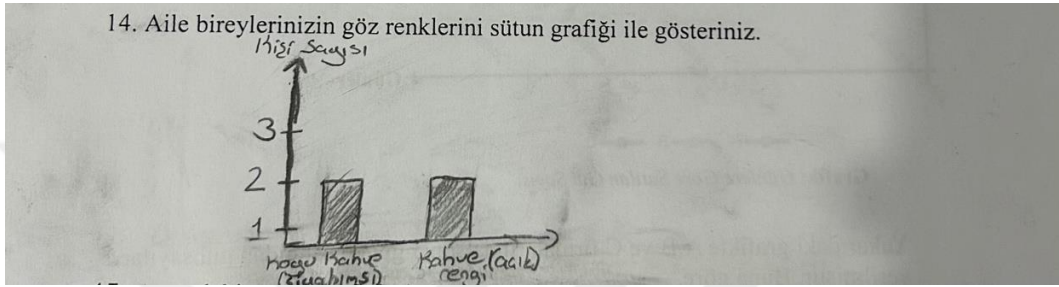 14. Aile bireylerinizin göz renklerini sütun grafiği ile gösteriniz.
Kişi Sayısı
3
2
1
Koyu Kahve Kahve (açık)
(siyahımsı) rengi